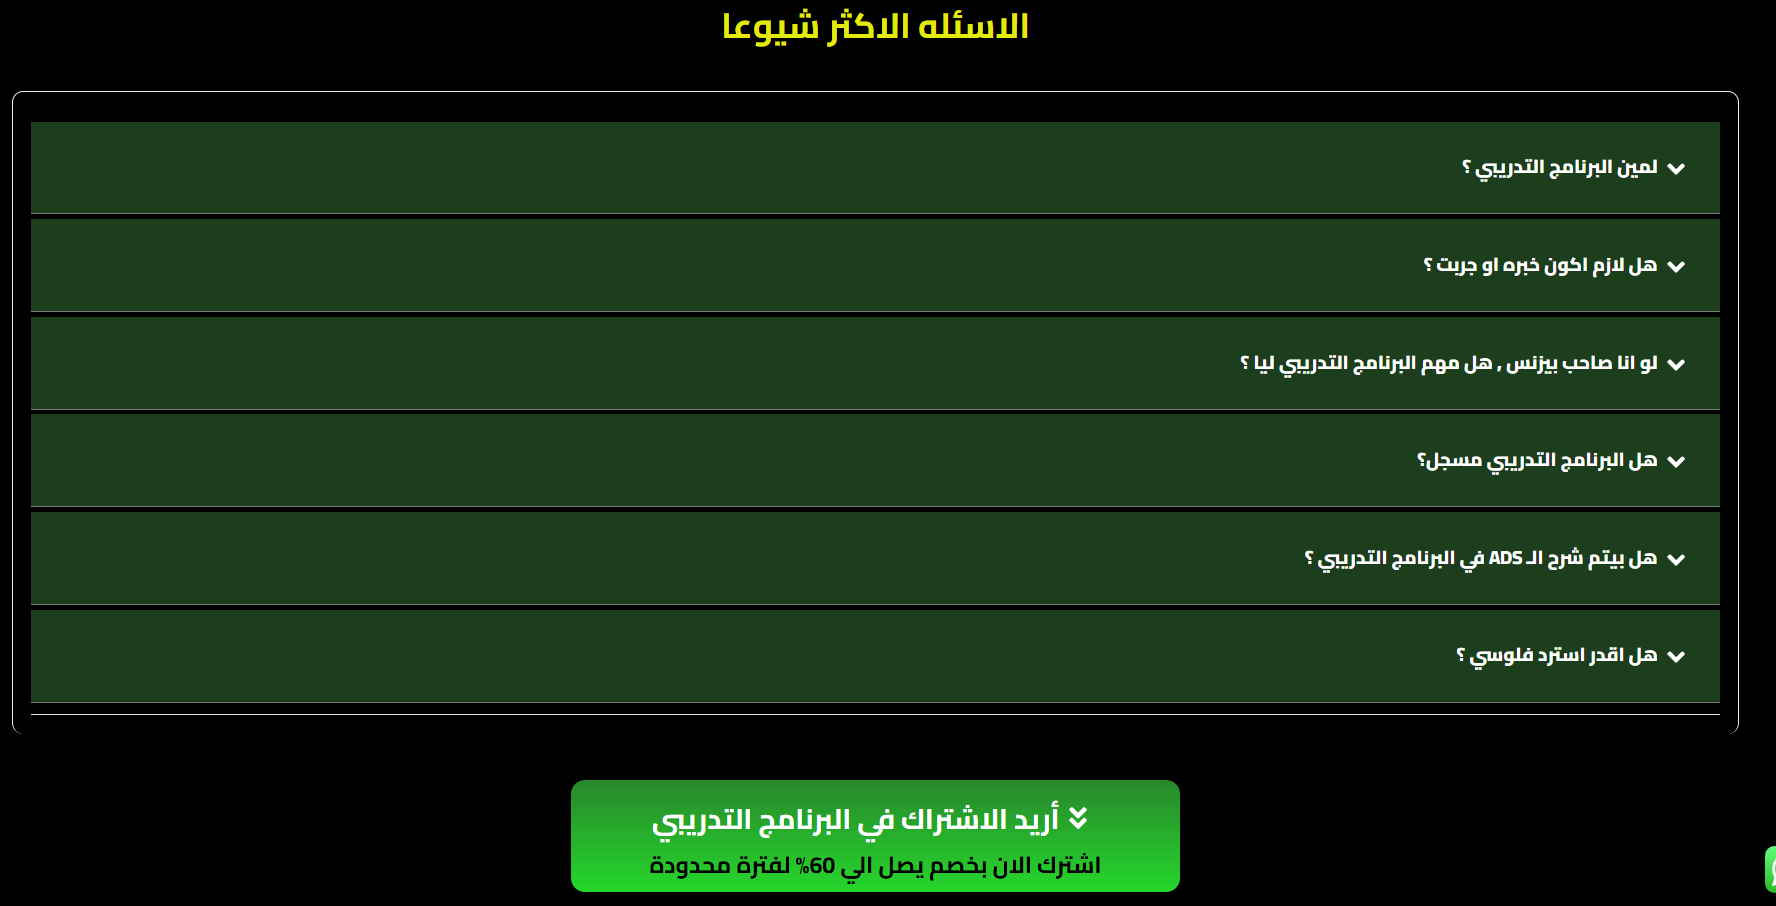 الاسئله الاكثر شيوعا
لمين البرنامج التدريبي ؟
هل لازم اكون خبره او جربت ؟
لو انا صاحب بيزنس , هل مهم البرنامج التدريبي ليا ؟
هل البرنامج التدريبي مسجل؟
هل بيتم شرح الـ ADS في البرنامج التدريبي ؟
هل اقدر استرد فلوسي ؟
أريد الاشتراك في البرنامج التدريبي
اشترك الان بخصم يصل الي 60% لفترة محدودة